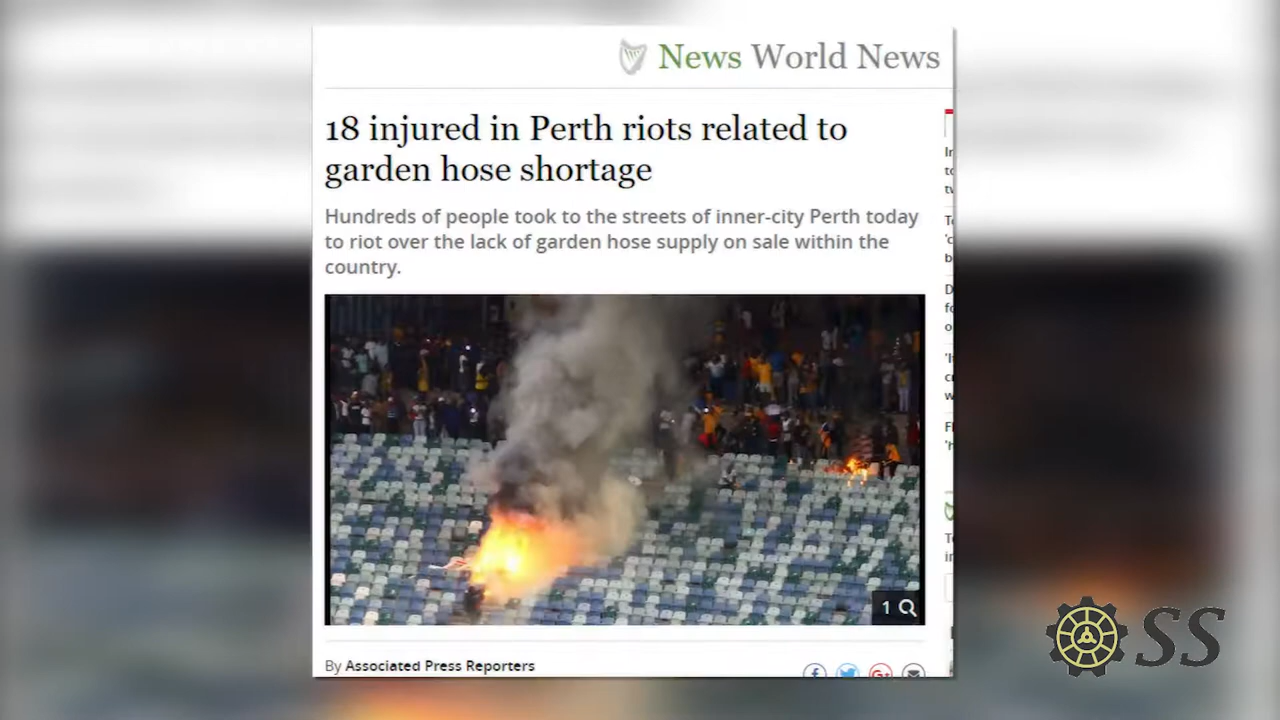 News World News
18 injured in Perth riots related to
garden hose shortage
Hundreds of people took to the streets of inner-city Perth today
to riot over the lack of garden hose supply on sale within the
country.
1
By Associated Press Reporters
SS